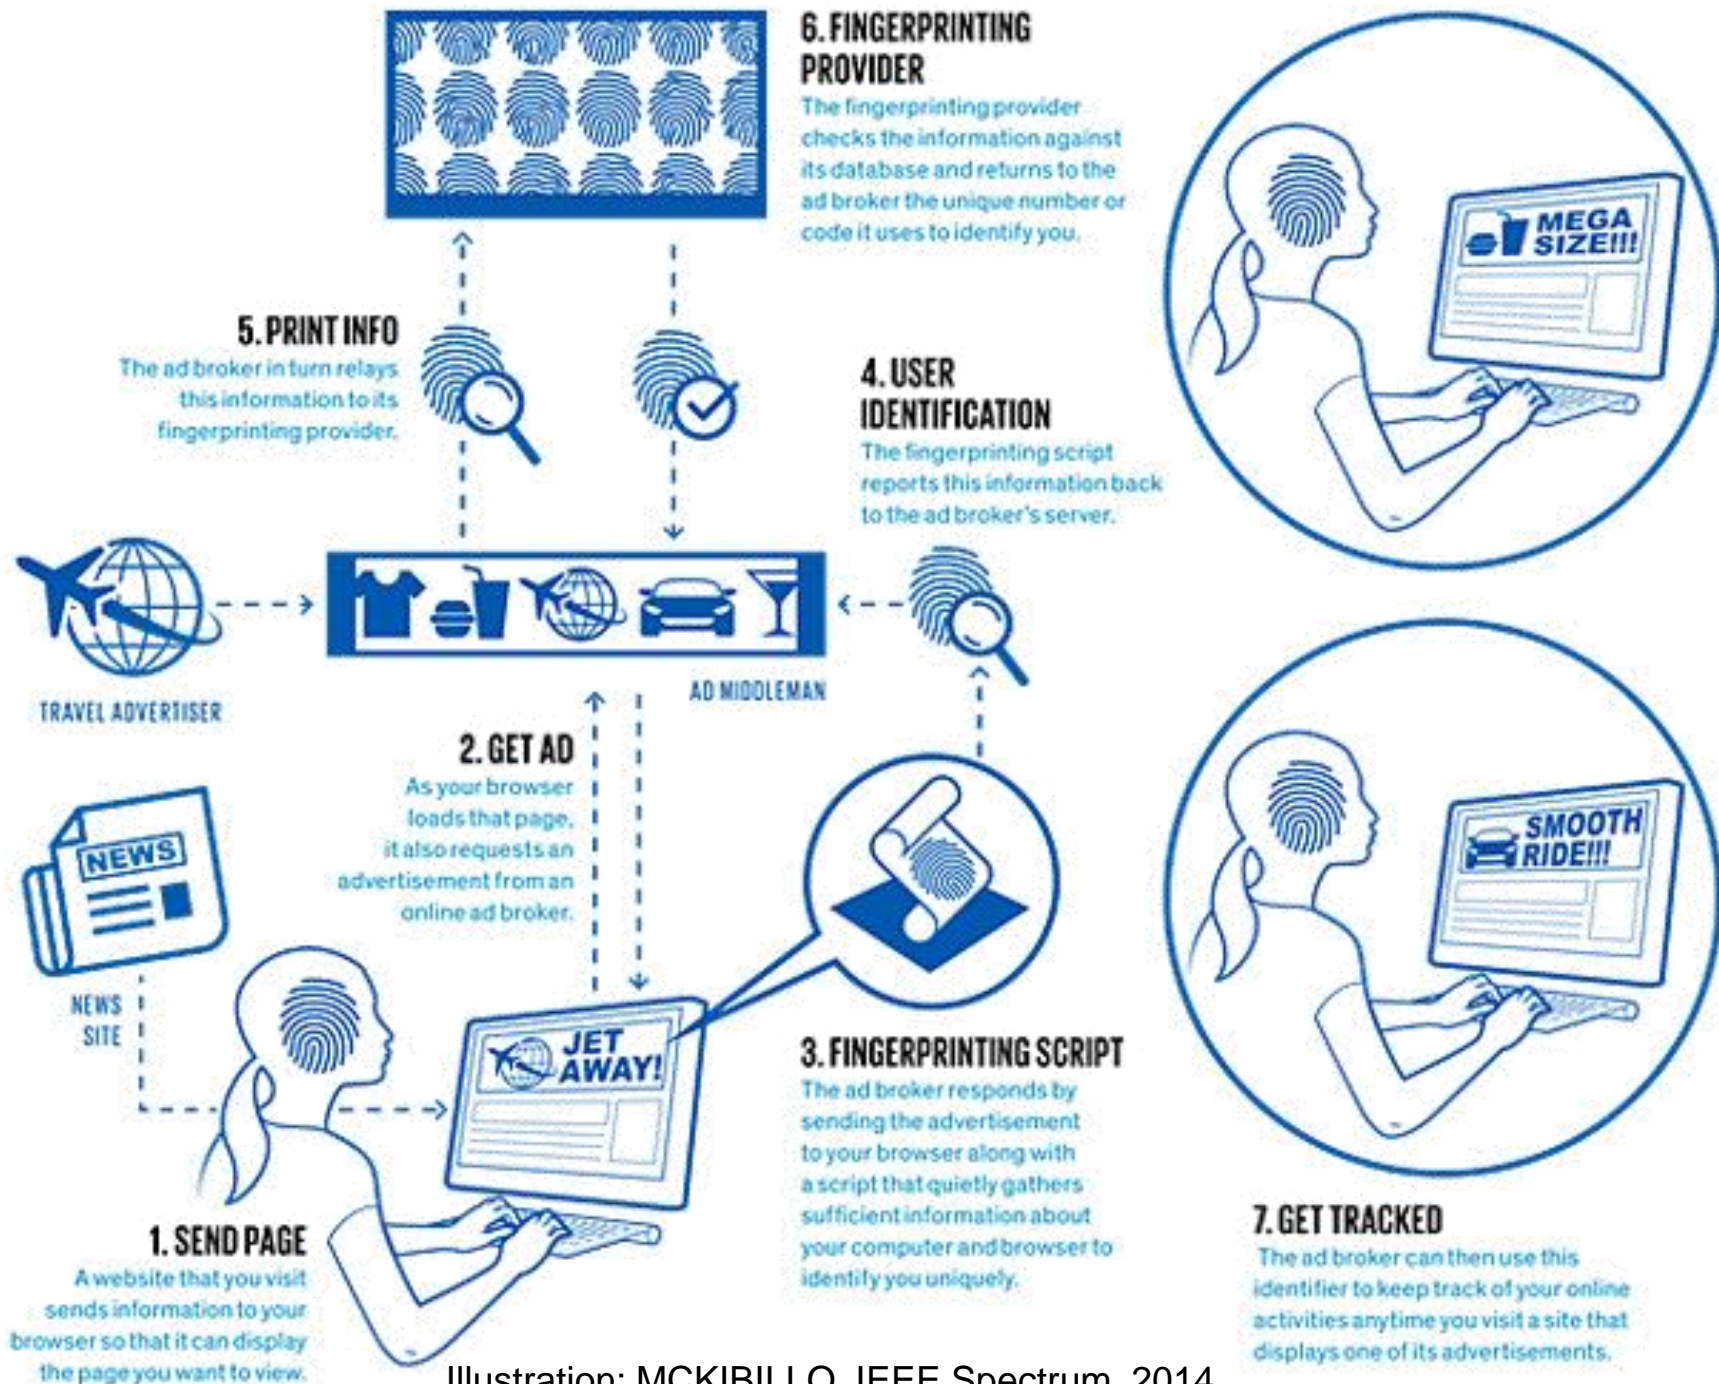 6. FINGERPRINTING
PROVIDER
The fingerprinting provider
checks the information against
its database and returns to the
ad broker the unique number or
code it uses to identify you.
MEGA
SIZE!!!
5. PRINT INFO
The ad broker in turn relays
this information to its
fingerprinting provider.
4. USER
IDENTIFICATION
The fingerprinting script
reports this information back
to the ad broker's server.
TRAVEL ADVERTISER
AD MIDDLEMAN
2. GET AD
As your browser
loads that page,
it also requests an
advertisement from an
online ad broker.
NEWS
NEWS
SITE
JET
AWAY!
SMOOTH
RIDE!!!
3. FINGERPRINTING SCRIPT
The ad broker responds by
sending the advertisement
to your browser along with
a script that quietly gathers
sufficient information about
your computer and browser to
identify you uniquely.
1. SEND PAGE
A website that you visit
sends information to your
browser so that it can display
the page you want to view.
7. GET TRACKED
The ad broker can then use this
identifier to keep track of your online
activities anytime you visit a site that
displays one of its advertisements.
Illustration: MCKIBILLO, IEEE Spectrum, 2014